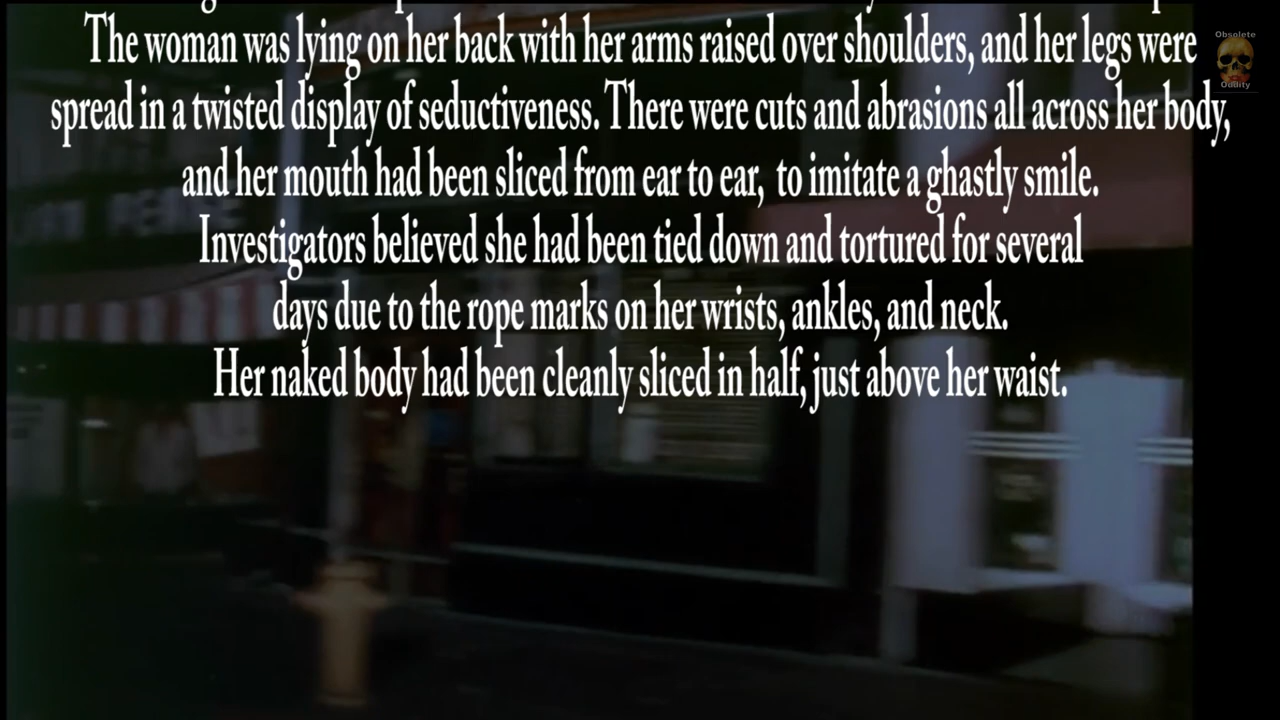 The woman was lying on her back with her arms raised over shoulders, and her legs were
spread in a twisted display of seductiveness. There were cuts and abrasions all across her body,
and her mouth had been sliced from ear to ear, to imitate a ghastly smile.
Investigators believed she had been tied down and tortured for several
days due to the rope marks on her wrists, ankles, and neck.
Her naked body had been cleanly sliced in half, just above her waist.
Obsolete
Oddity